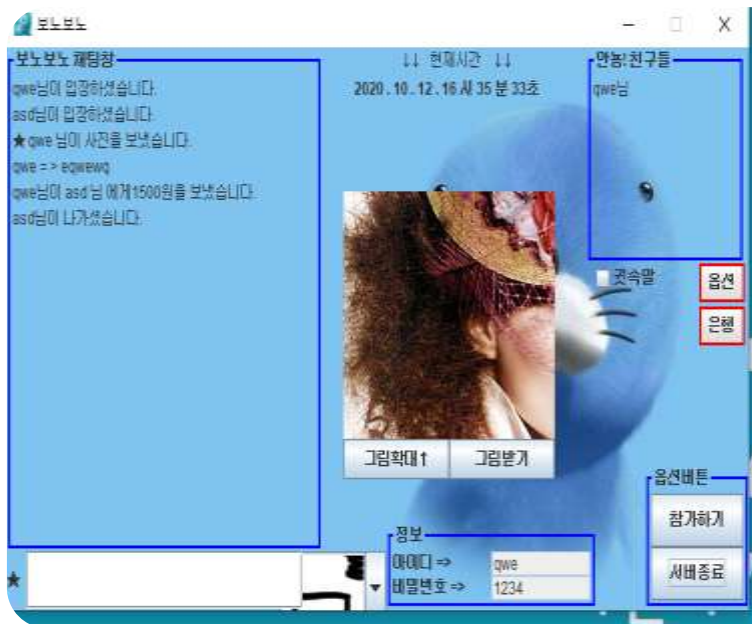 보노보노
보노보노 채팅창
qwe님이 입장하셨습니다.
asd님이 입장하셨습니다.
★ qwe 님이 사진을 보냈습니다.
qwe => eqwewq
qwe님이 asd 님 에게1500원을 보냈습니다.
asd님이 나가셨습니다.
↓↓ 현재시간 ↓↓
2020 . 10 . 12 . 16 시 35 분 33초
그림확대↑
그림받기
안놈!친구들
qwe님
귓속말
옵션
은행
정보
아이디 => qwe
비밀번호 => 1234
옵션버튼
참가하기
서버종료
★